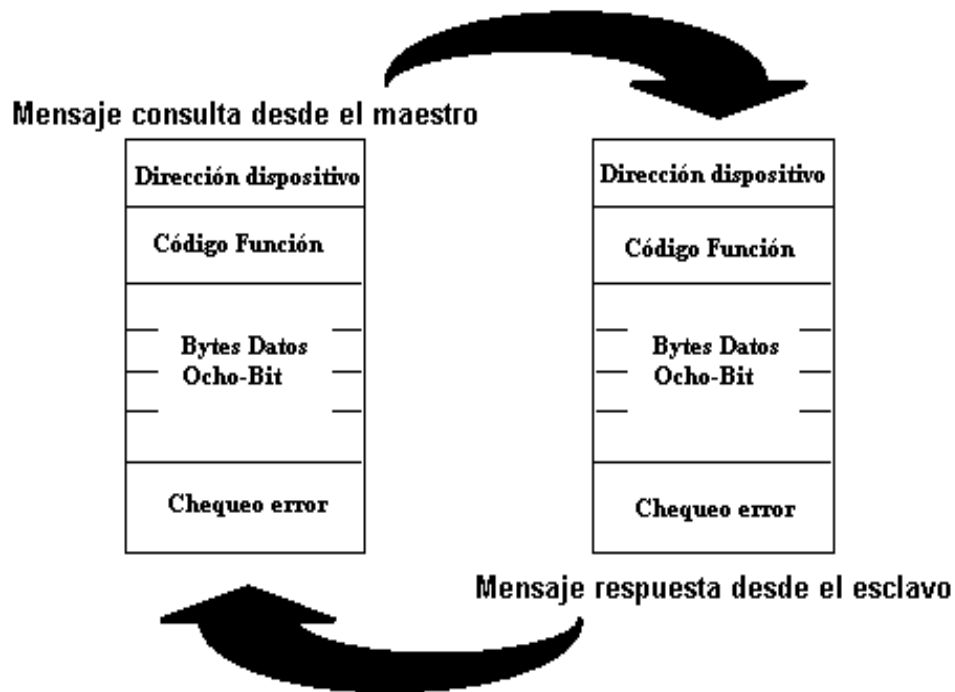 Mensaje consulta desde el maestro
Dirección dispositivo
Código Función
Bytes Datos
Ocho-Bit
Chequeo error
Dirección dispositivo
Código Función
Bytes Datos
Ocho-Bit
Chequeo error
Mensaje respuesta desde el esclavo